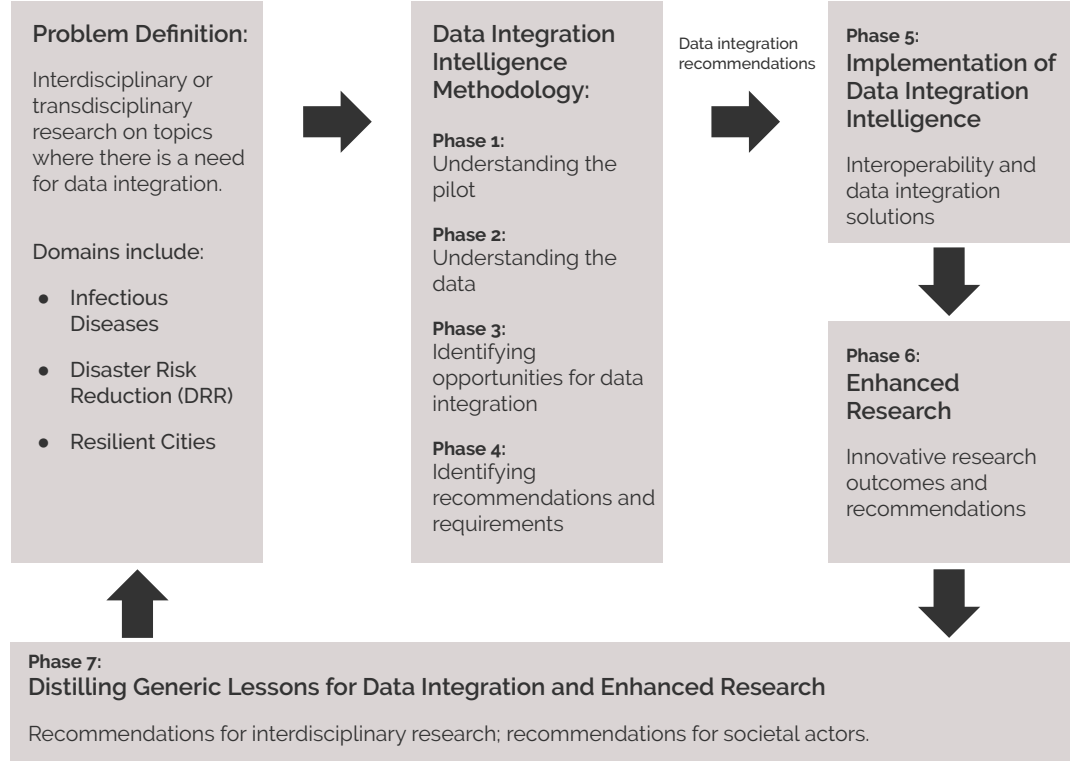 Problem Definition:
Interdisciplinary or
transdisciplinary
research on topics
where there is a need
for data integration.
Domains include:
● Infectious
Diseases
● Disaster Risk
Reduction (DRR)
● Resilient Cities
Data Integration
Intelligence
Methodology:
Phase 1:
Understanding the
pilot
Phase 2:
Understanding the
data
Phase 3:
Identifying
opportunities for data
integration
Phase 4:
Identifying
recommendations and
requirements
Data integration
recommendations
Phase 5:
Implementation of
Data Integration
Intelligence
Interoperability and
data integration
solutions
Phase 6:
Enhanced
Research
Innovative research
outcomes and
recommendations
Phase 7:
Distilling Generic Lessons for Data Integration and Enhanced Research
Recommendations for interdisciplinary research; recommendations for societal actors.